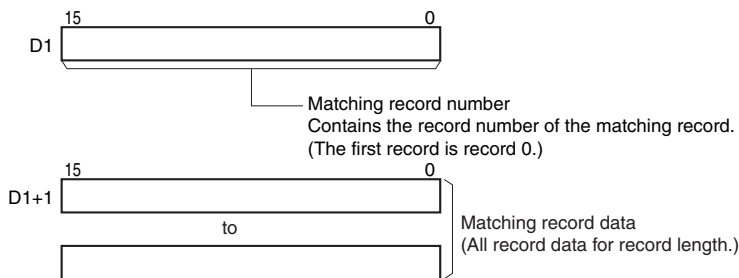 15 0
D1
Matching record number
Contains the record number of the matching record.
(The first record is record 0.)
15 0
D1+1
to
Matching record data
(All record data for record length.)